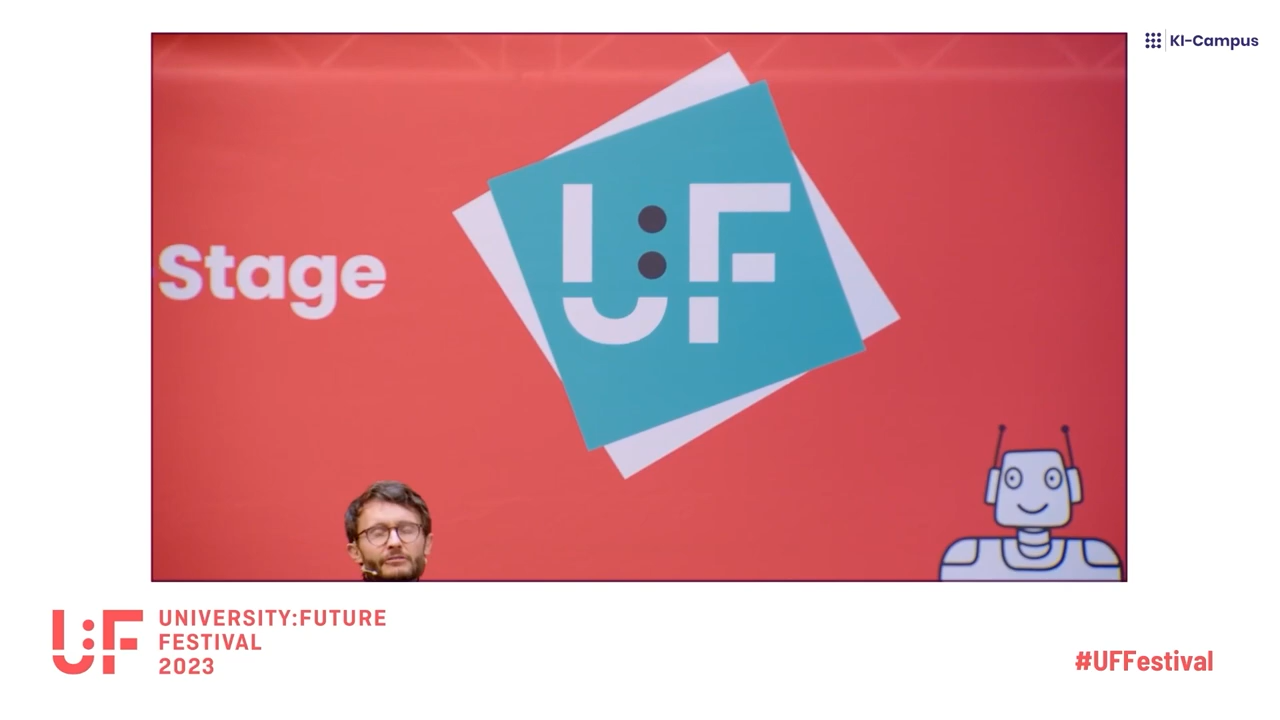 KI-Campus
Stage
U:F
U:F
UNIVERSITY:FUTURE
FESTIVAL
2023
#UFFestival